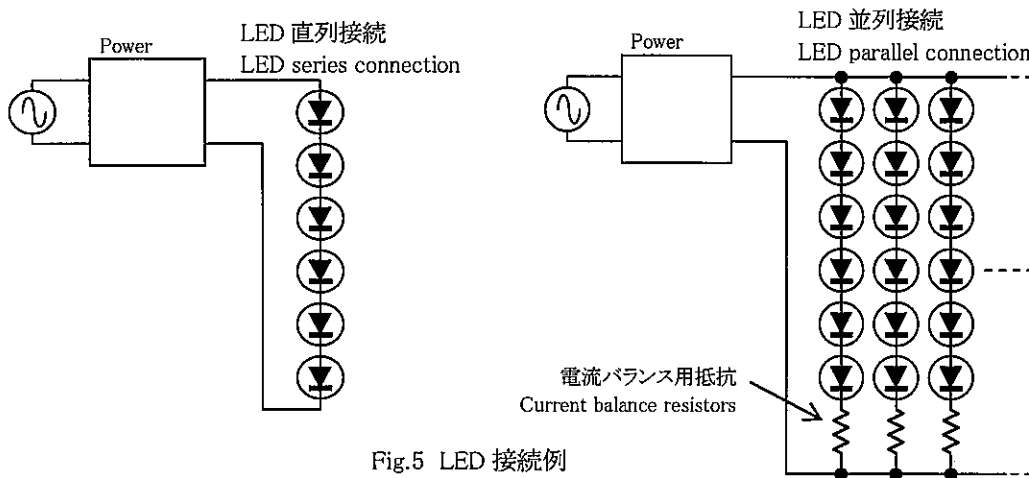 LED 直列接続
LED series connection
Power
LED 並列接続
LED parallel connection
Power
電流バランス用抵抗
Current balance resistors
Fig.5 LED 接続例